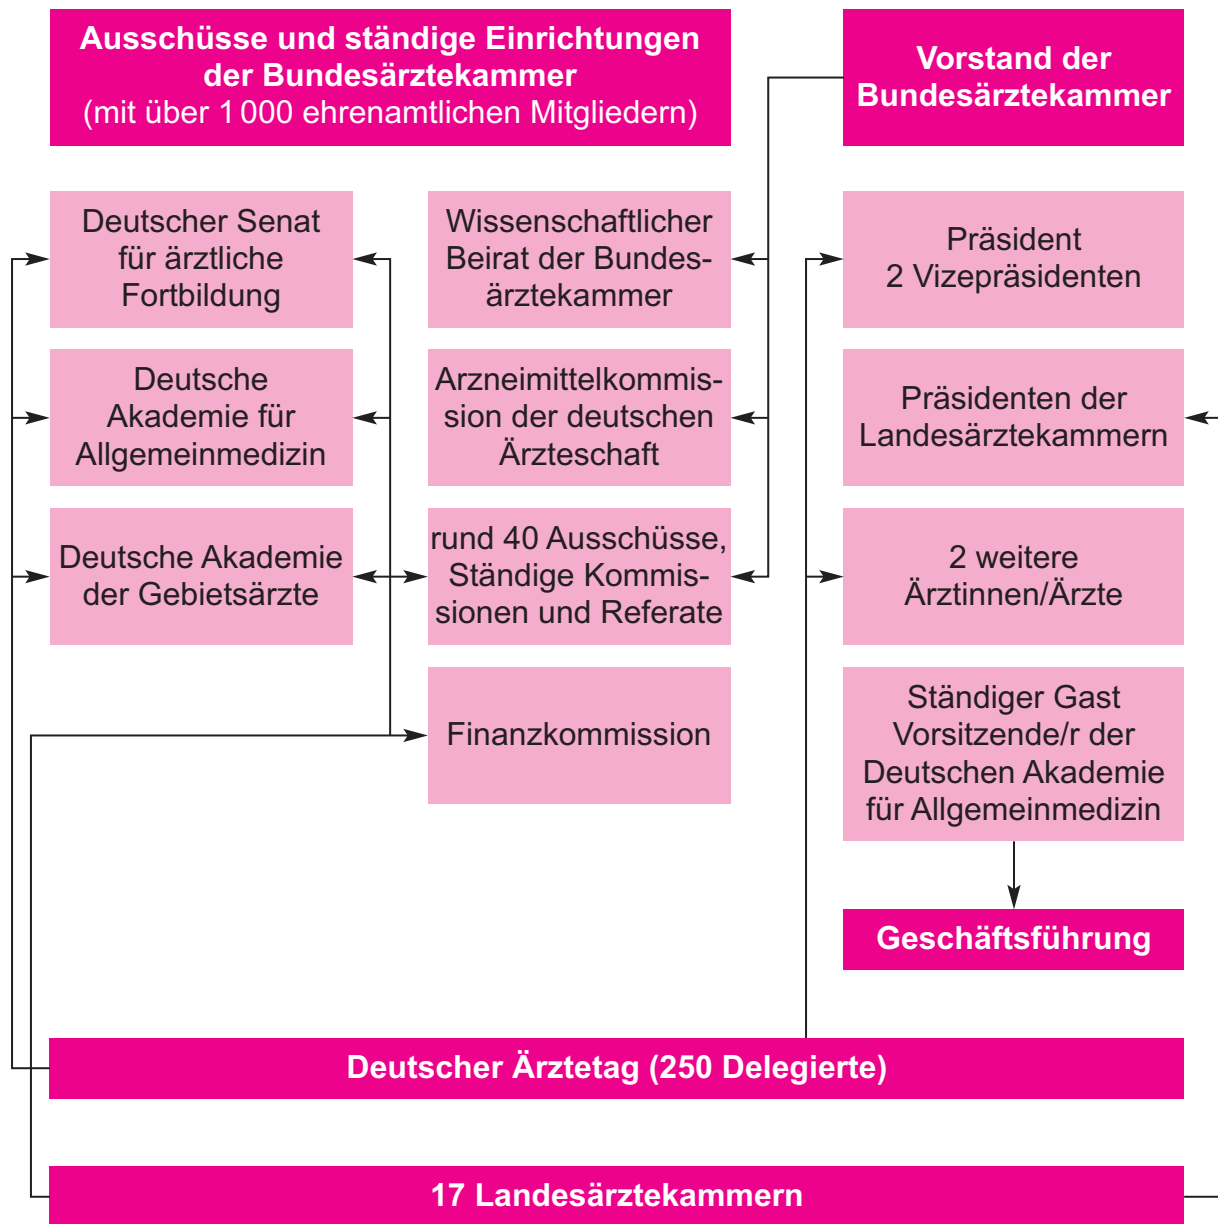 Ausschüsse und ständige Einrichtungen
der Bundesärztekammer
(mit über 1 000 ehrenamtlichen Mitgliedern)
Vorstand der
Bundesärztekammer
Deutscher Senat
für ärztliche
Fortbildung
Wissenschaftlicher
Beirat der Bundes-
ärztekammer
Präsident
2 Vizepräsidenten
Deutsche
Akademie für
Allgemeinmedizin
Arzneimittelkommis-
sion der deutschen
Ärzteschaft
Präsidenten der
Landesärztekammern
Deutsche Akademie
der Gebietsärzte
rund 40 Ausschüsse,
Ständige Kommis-
sionen und Referate
2 weitere
Ärztinnen/Ärzte
Finanzkommission
Ständiger Gast
Vorsitzende/r der
Deutschen Akademie
für Allgemeinmedizin
Geschäftsführung
Deutscher Ärztetag (250 Delegierte)
17 Landesärztekammern